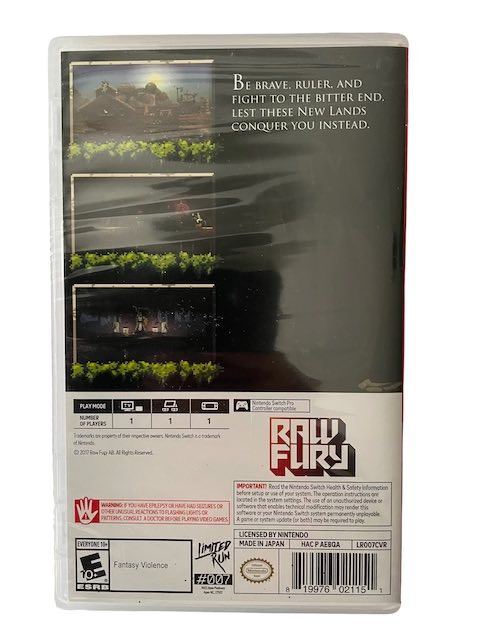 BE BRAVE, RULER, AND
FIGHT TO THE BITTER END,
LEST THESE NEW LANDS
CONQUER YOU INSTEAD.
PLAY MODE
NUMBER
OF PLAYERS
1
1
1
Nintendo Switch Pro
Controller compatible
Trademarks are property of their respective owners. Nintendo Switch is a trademark
of Nintendo.
© 2017 Raw Fury AB. All Rights Reserved.
RAW
FURY
IMPORTANT! Read the Nintendo Switch Health & Safety Information
before setup or use of your system. The operation instructions are
located in the system settings. The use of an unauthorized device or
software that enables technical modification may render this
software or your Nintendo Switch system permanently unplayable.
A game or system update (or both) may be required to play.
WARNING: IF YOU HAVE EPILEPSY OR HAVE HAD SEIZURES OR
OTHER UNUSUAL REACTIONS TO FLASHING LIGHTS OR
PATTERNS, CONSULT A DOCTOR BEFORE PLAYING VIDEO GAMES.
LICENSED BY NINTENDO
MADE IN JAPAN
HAC P AEBQA
LR007CVR
EVERYONE 10+
E
10+
ESRB
Fantasy Violence
LIMITED
RUN
#007
Nintendo
8 19976 02115 1